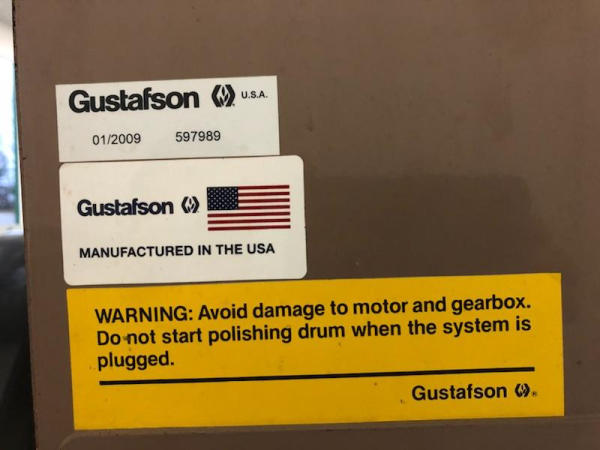 Gustafson U.S.A.
01/2009 597989
Gustafson
MANUFACTURED IN THE USA
WARNING: Avoid damage to motor and gearbox.
Do not start polishing drum when the system is
plugged.
Gustafson ®